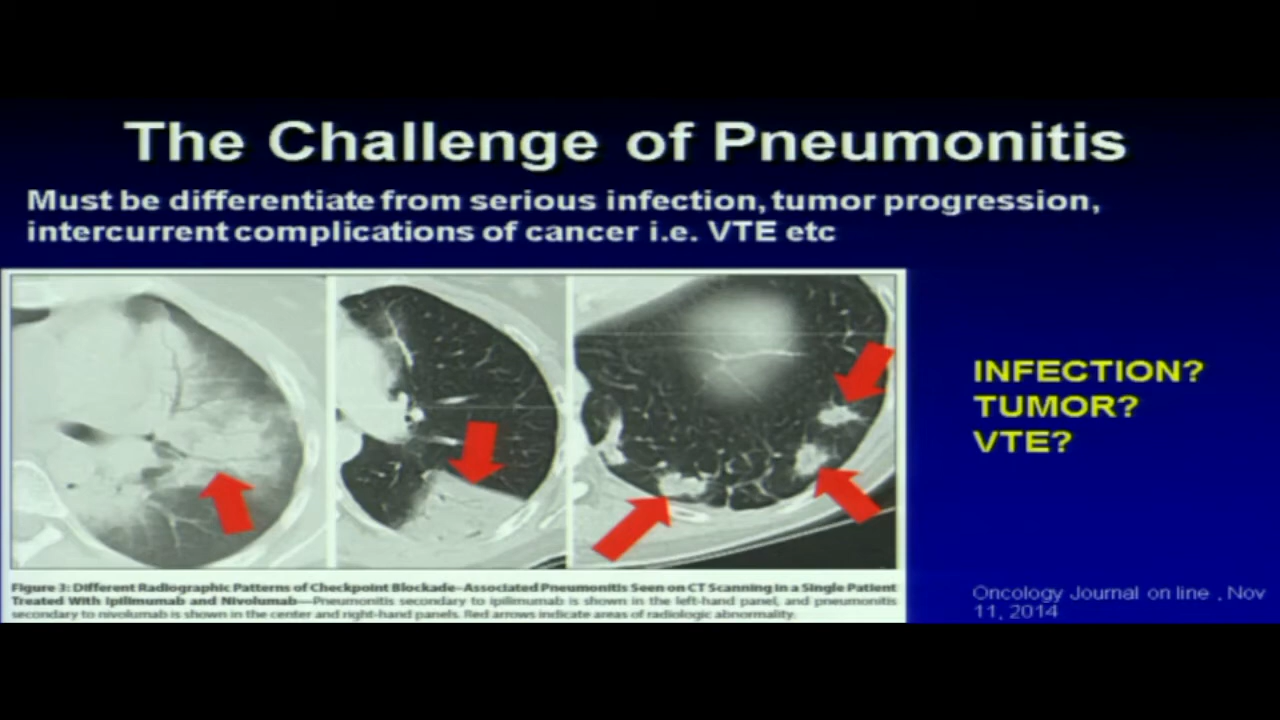 The Challenge of Pneumonitis
Must be differentiate from serious infection, tumor progression,
intercurrent complications of cancer i.e. VTE etc
INFECTION?
TUMOR?
VTE?
Figure 3: Different Radiographic Patterns of Checkpoint Blockade–Associated Pneumonitis Seen on CT Scanning in a Single Patient
Treated With Ipilimumab and Nivolumab—Pneumonitis secondary to ipilimumab is shown in the left-hand panel, and pneumonitis
secondary to nivolumab is shown in the center and right-hand panels. Red arrows indicate areas of radiologic abnormality.
Oncology Journal on line , Nov
11, 2014